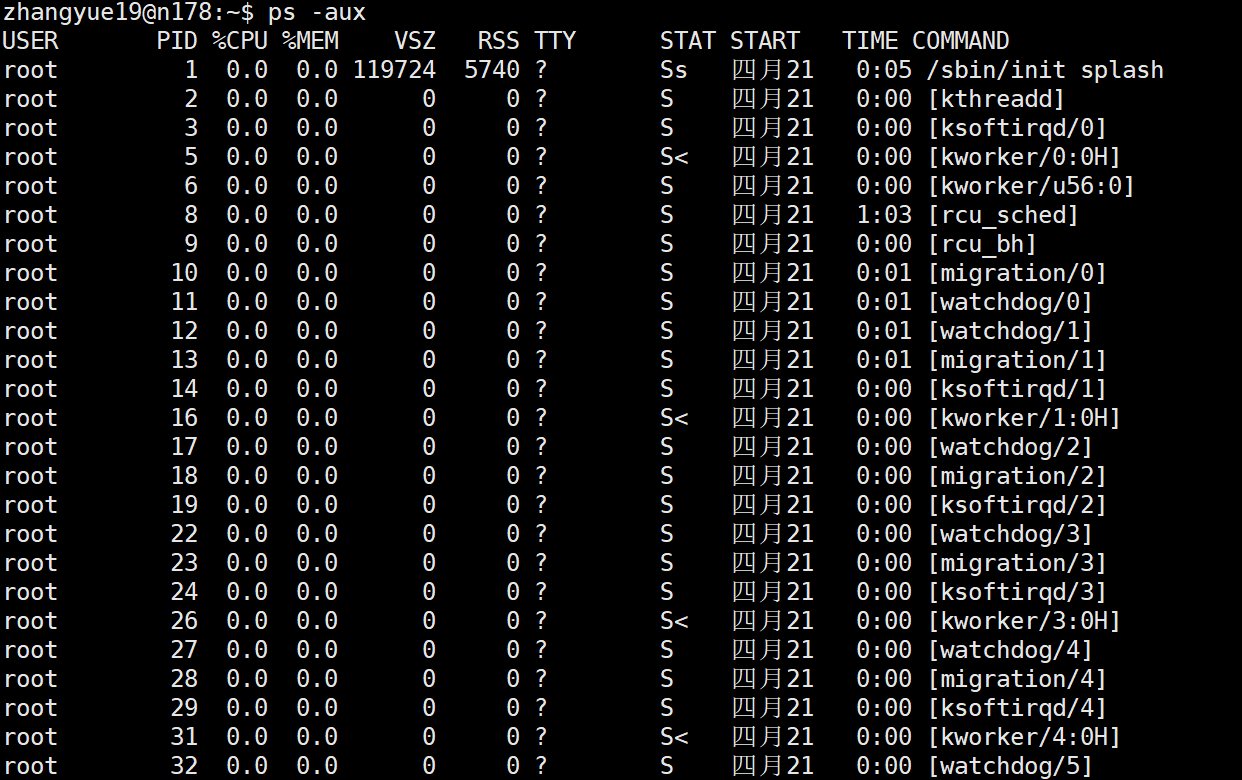 zhangyue19@n178:~$ ps -aux
USER       PID %CPU %MEM    VSZ   RSS TTY      STAT START   TIME COMMAND
root         1  0.0  0.0 119724  5740 ?        Ss   四月21   0:05 /sbin/init splash
root         2  0.0  0.0      0     0 ?        S    四月21   0:00 [kthreadd]
root         3  0.0  0.0      0     0 ?        S    四月21   0:00 [ksoftirqd/0]
root         5  0.0  0.0      0     0 ?        S<   四月21   0:00 [kworker/0:0H]
root         6  0.0  0.0      0     0 ?        S    四月21   0:00 [kworker/u56:0]
root         8  0.0  0.0      0     0 ?        S    四月21   1:03 [rcu_sched]
root         9  0.0  0.0      0     0 ?        S    四月21   0:00 [rcu_bh]
root        10  0.0  0.0      0     0 ?        S    四月21   0:01 [migration/0]
root        11  0.0  0.0      0     0 ?        S    四月21   0:01 [watchdog/0]
root        12  0.0  0.0      0     0 ?        S    四月21   0:01 [watchdog/1]
root        13  0.0  0.0      0     0 ?        S    四月21   0:01 [migration/1]
root        14  0.0  0.0      0     0 ?        S    四月21   0:00 [ksoftirqd/1]
root        16  0.0  0.0      0     0 ?        S<   四月21   0:00 [kworker/1:0H]
root        17  0.0  0.0      0     0 ?        S    四月21   0:00 [watchdog/2]
root        18  0.0  0.0      0     0 ?        S    四月21   0:00 [migration/2]
root        19  0.0  0.0      0     0 ?        S    四月21   0:00 [ksoftirqd/2]
root        22  0.0  0.0      0     0 ?        S    四月21   0:00 [watchdog/3]
root        23  0.0  0.0      0     0 ?        S    四月21   0:00 [migration/3]
root        24  0.0  0.0      0     0 ?        S    四月21   0:00 [ksoftirqd/3]
root        26  0.0  0.0      0     0 ?        S<   四月21   0:00 [kworker/3:0H]
root        27  0.0  0.0      0     0 ?        S    四月21   0:00 [watchdog/4]
root        28  0.0  0.0      0     0 ?        S    四月21   0:00 [migration/4]
root        29  0.0  0.0      0     0 ?        S    四月21   0:00 [ksoftirqd/4]
root        31  0.0  0.0      0     0 ?        S<   四月21   0:00 [kworker/4:0H]
root        32  0.0  0.0      0     0 ?        S    四月21   0:00 [watchdog/5]